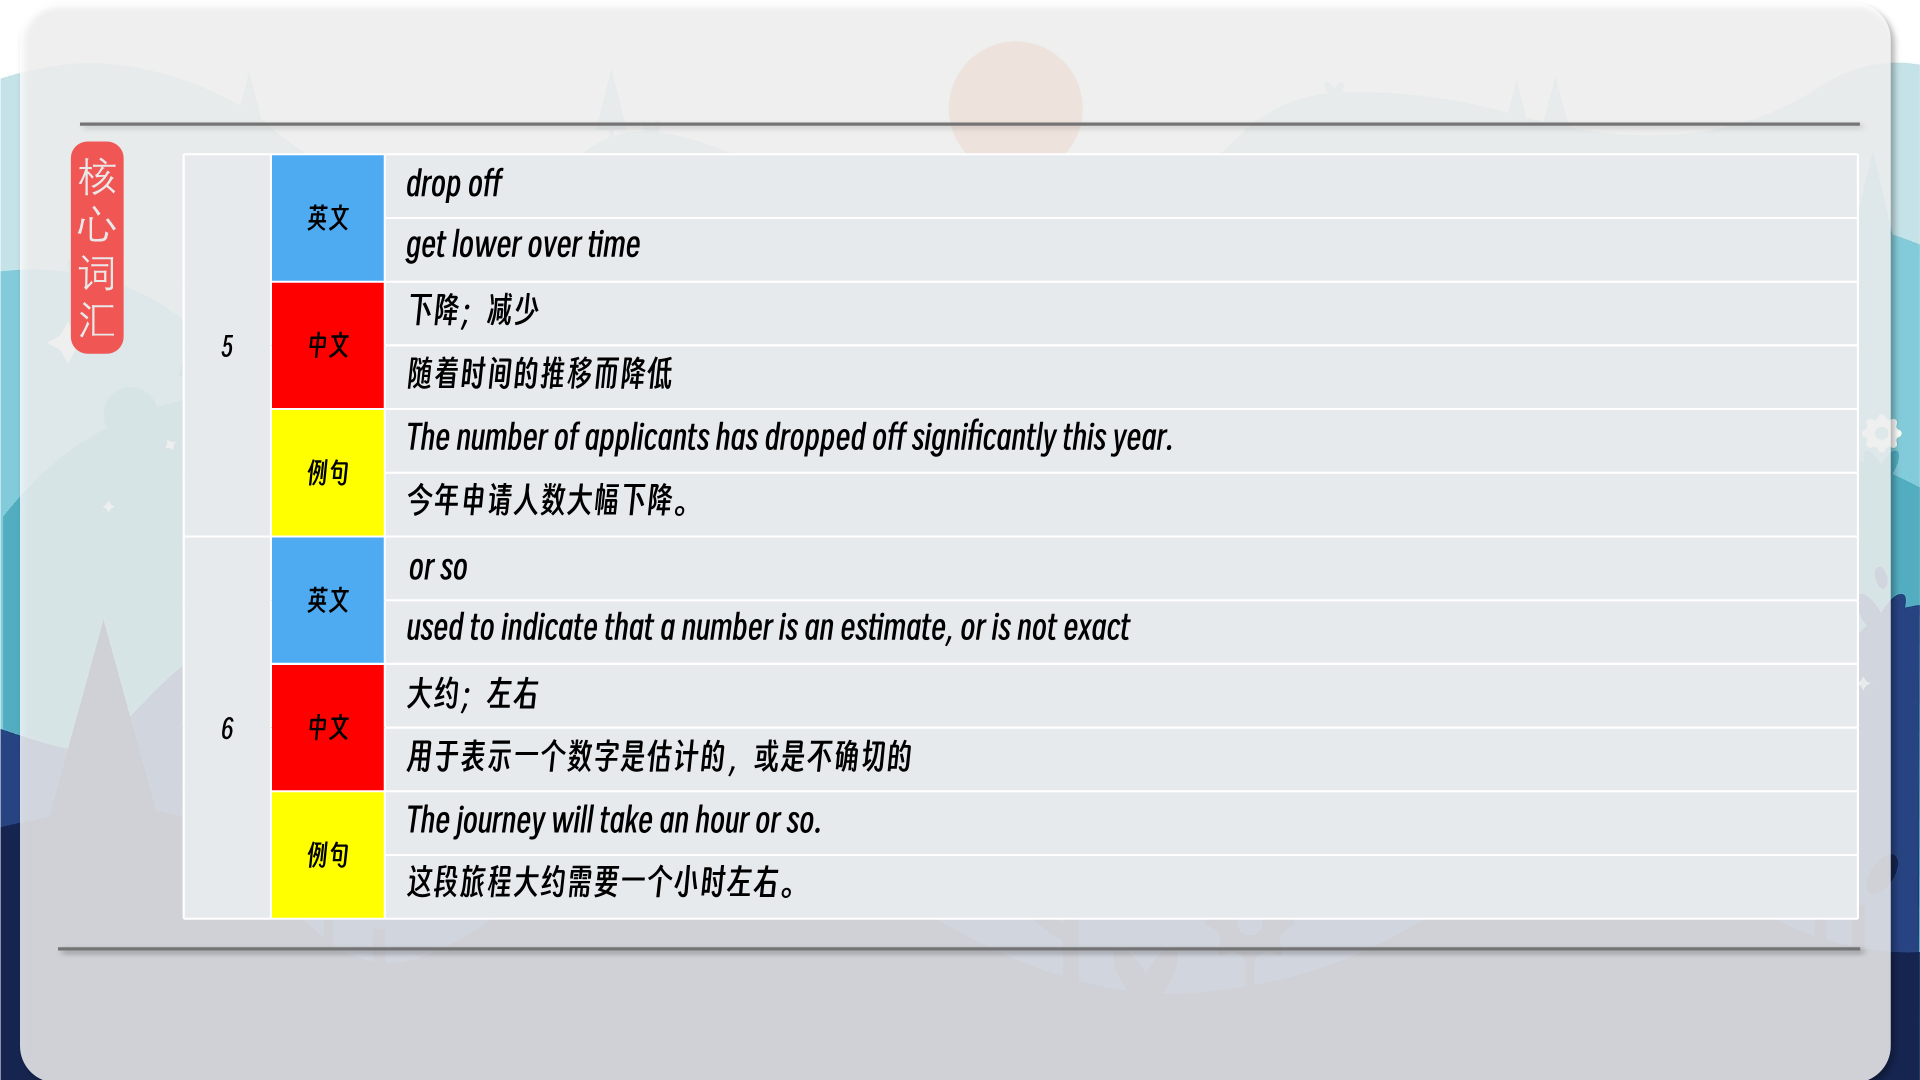 核
心
词
汇
5
英文
drop off
get lower over time
中文
下降；减少
随着时间的推移而降低
例句
The number of applicants has dropped off significantly this year.
今年申请人数大幅下降。
6
英文
or so
used to indicate that a number is an estimate, or is not exact
中文
大约；左右
用于表示一个数字是估计的，或是不确切的
例句
The journey will take an hour or so.
这段旅程大约需要一个小时左右。